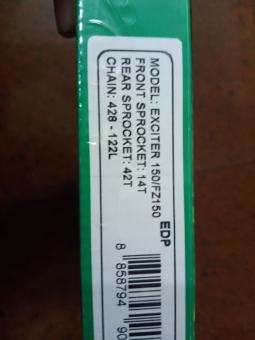 MODEL: EXCITER 150/FZ150
FRONT SPROCKET: 14T
REAR SPROCKET: 42T
CHAIN: 428 - 122L
EDP
8 858794 90